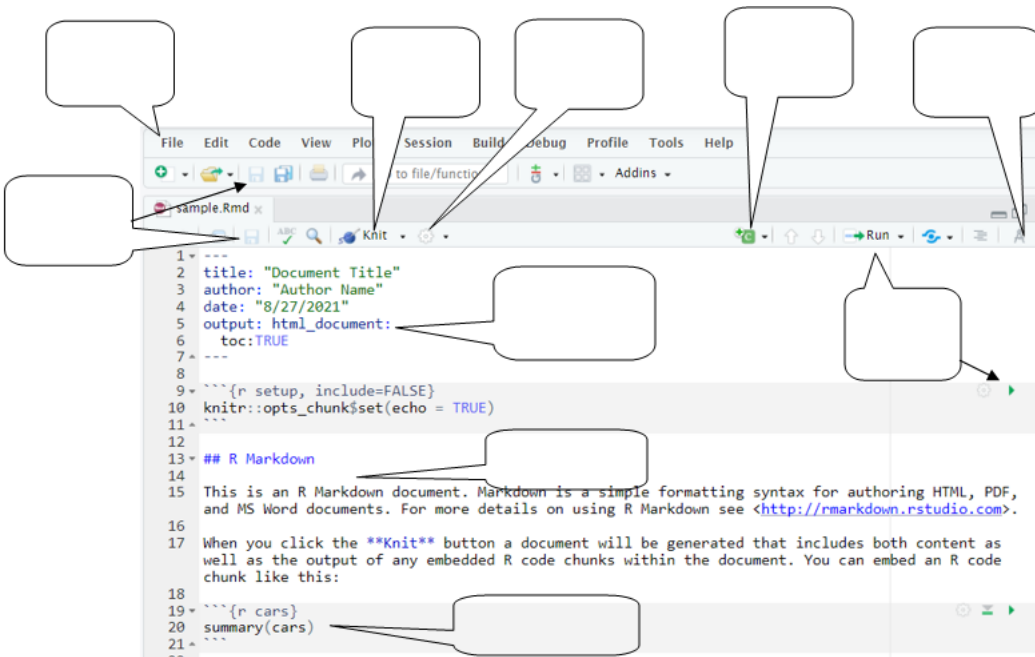 File Edit Code View Plo Session Build Debug Profile Tools Help
to file/functio Addins
sample.Rmd x
ABC Knit Run
1 ---
2 title: "Document Title"
3 author: "Author Name"
4 date: "8/27/2021"
5 output: html_document:
6 toc:TRUE
7 ---
8
9 ```{r setup, include=FALSE}
10 knitr::opts_chunk$set(echo = TRUE)
11 ```
12
13 ## R Markdown
14
15 This is an R Markdown document. Markdown is a simple formatting syntax for authoring HTML, PDF,
and MS Word documents. For more details on using R Markdown see <http://rmarkdown.rstudio.com>.
16
17 When you click the **Knit** button a document will be generated that includes both content as
well as the output of any embedded R code chunks within the document. You can embed an R code
chunk like this:
18
19 ```{r cars}
20 summary(cars)
21 ```